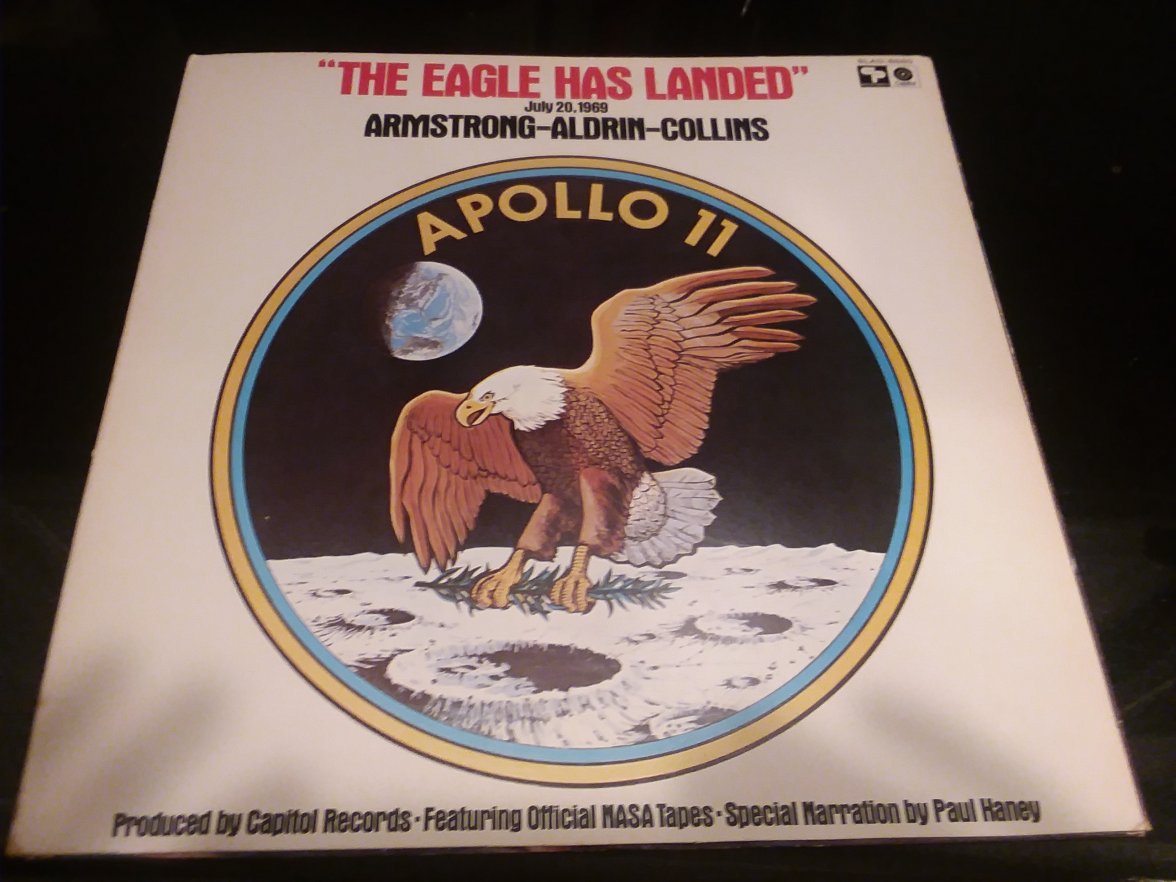 “THE EAGLE HAS LANDED”
July 20, 1969
ARMSTRONG–ALDRIN–COLLINS
APOLLO 11
Produced by Capitol Records · Featuring Official NASA Tapes · Special Narration by Paul Haney